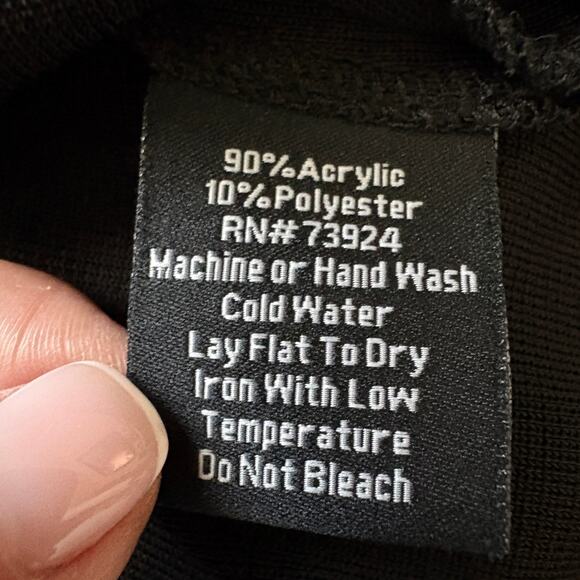 90%Acrylic
10%Polyester
RN#73924
Machine or Hand Wash
Cold Water
Lay Flat To Dry
Iron With Low
Temperature
Do Not Bleach